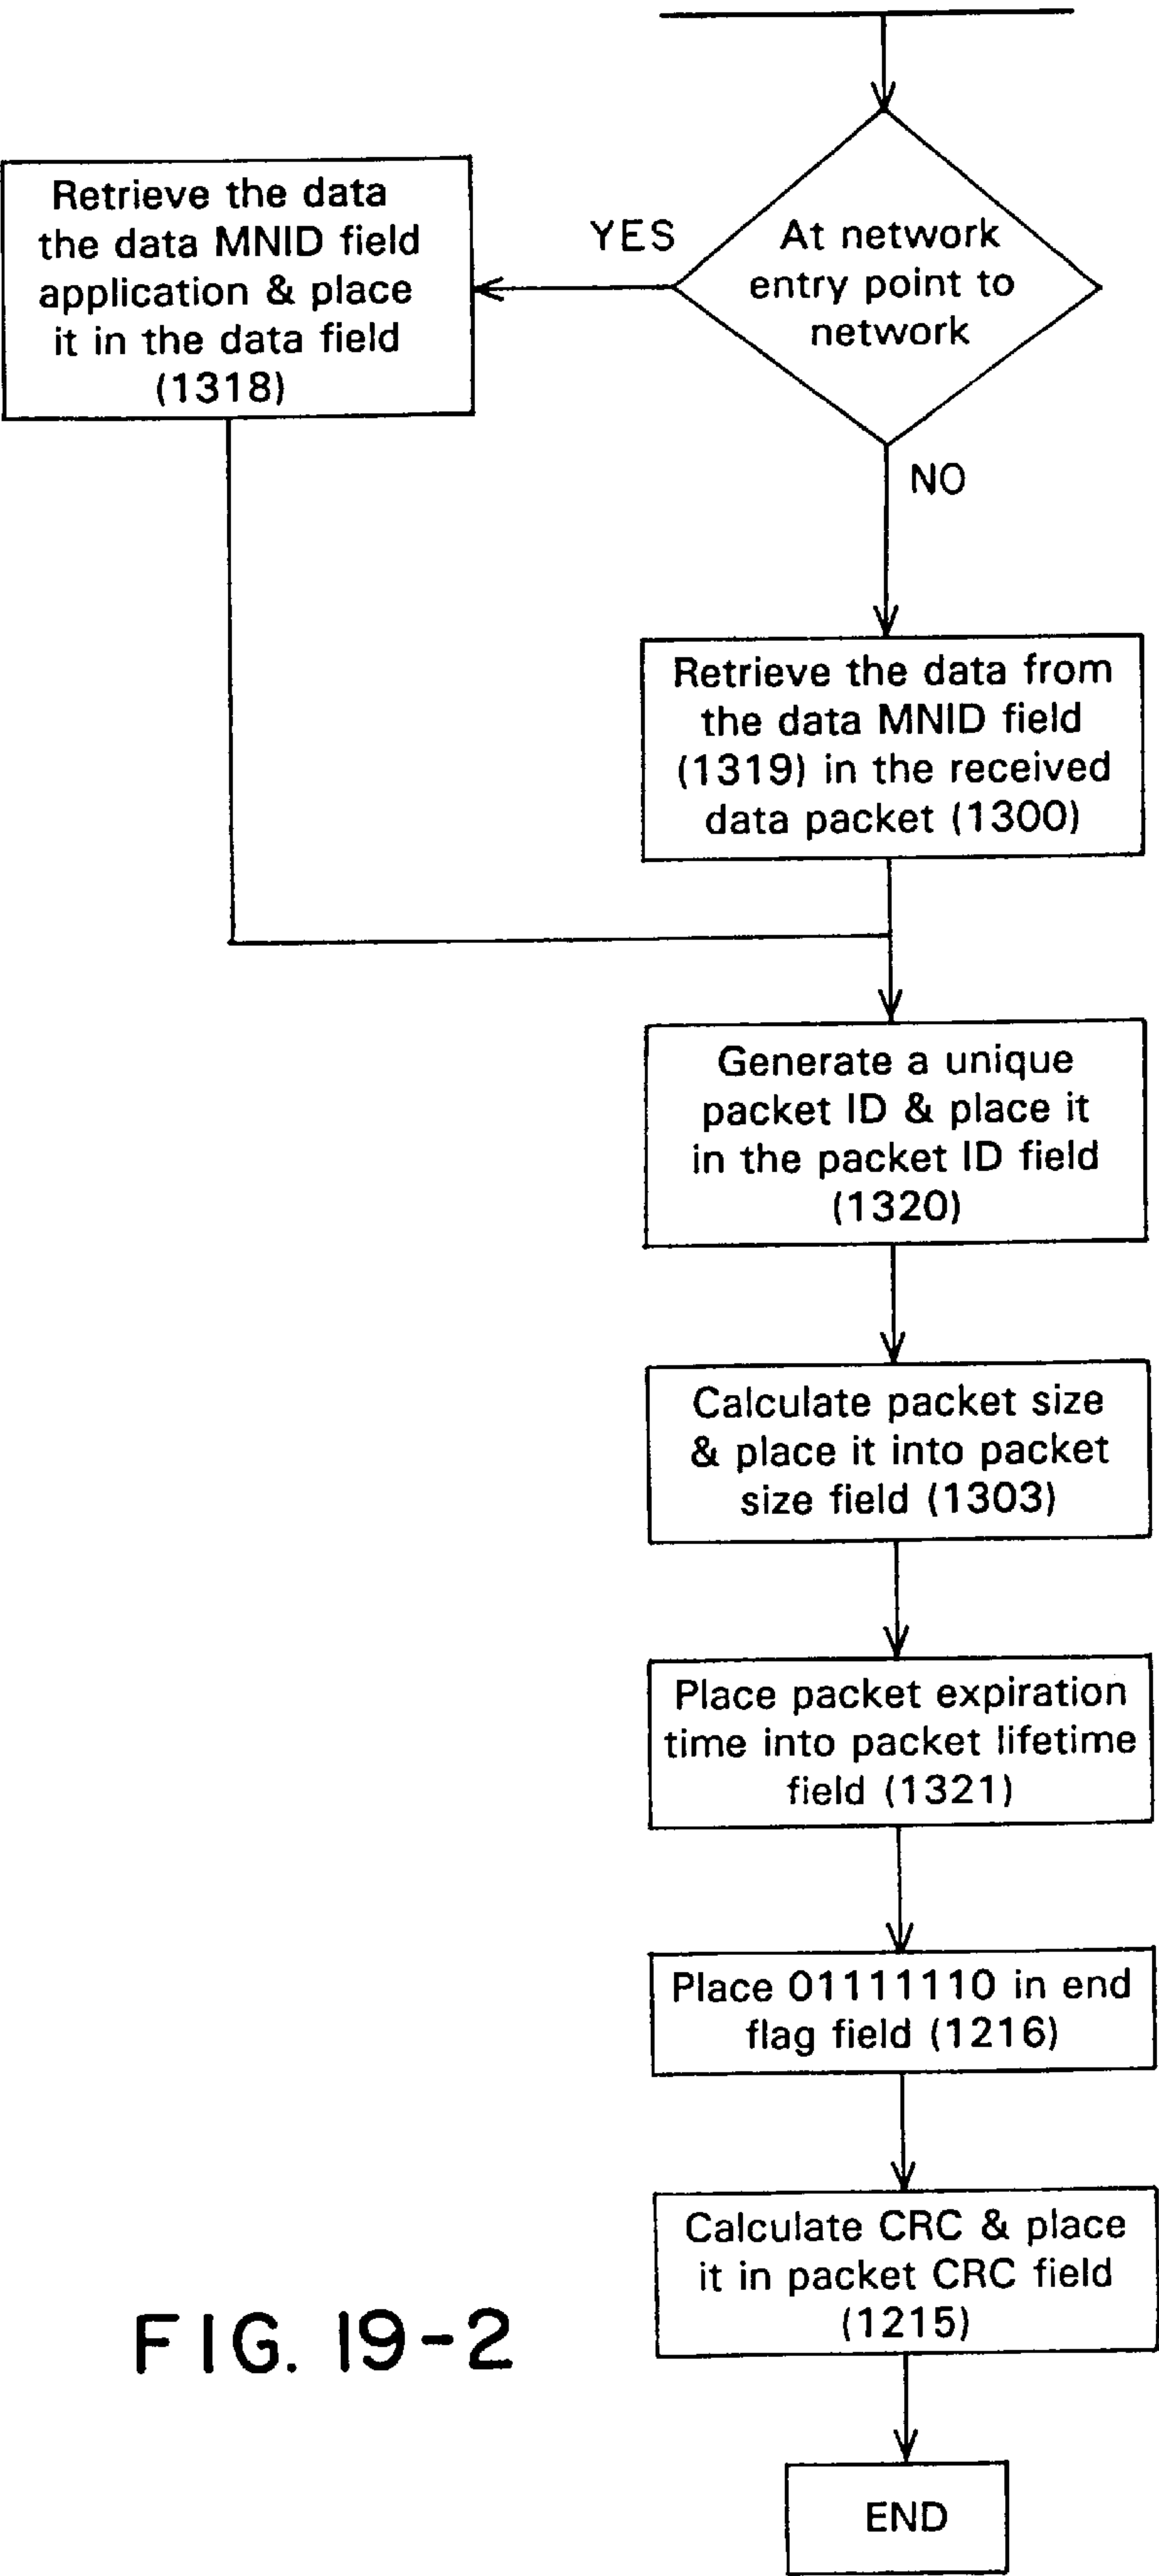 At network
entry point to
network
YES
Retrieve the data
the data MNID field
application & place
it in the data field
(1318)
NO
Retrieve the data from
the data MNID field
(1319) in the received
data packet (1300)
Generate a unique
packet ID & place it
in the packet ID field
(1320)
Calculate packet size
& place it into packet
size field (1303)
Place packet expiration
time into packet lifetime
field (1321)
Place 01111110 in end
flag field (1216)
Calculate CRC & place
it in packet CRC field
(1215)
END
FIG. 19-2